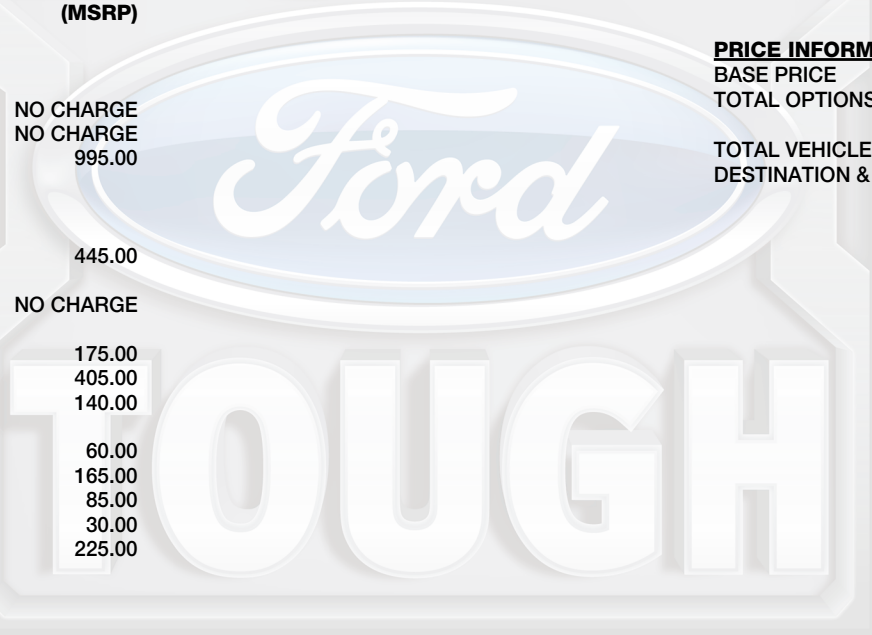 (MSRP)
NO CHARGE
NO CHARGE
995.00
445.00
NO CHARGE
175.00
405.00
140.00
60.00
165.00
85.00
30.00
225.00
PRICE INFORM
BASE PRICE
TOTAL OPTIONS
TOTAL VEHICLE
DESTINATION &
Ford
TOUGH